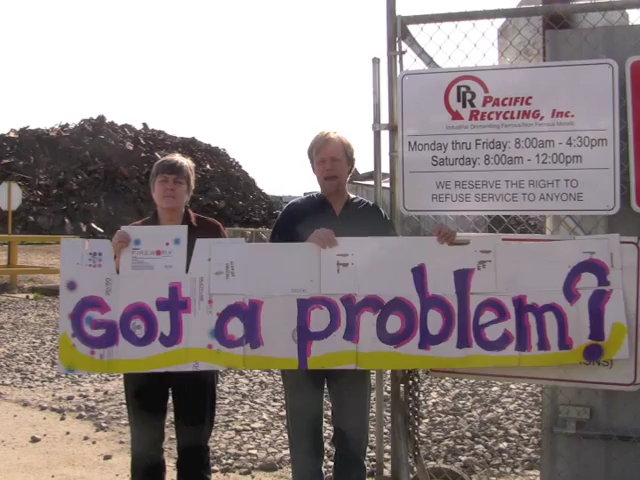 PR PACIFIC
RECYCLING, INC.
Monday thru Friday: 8:00am - 4:30pm
Saturday: 8:00am - 12:00pm
WE RESERVE THE RIGHT TO
REFUSE SERVICE TO ANYONE
Got a problem?